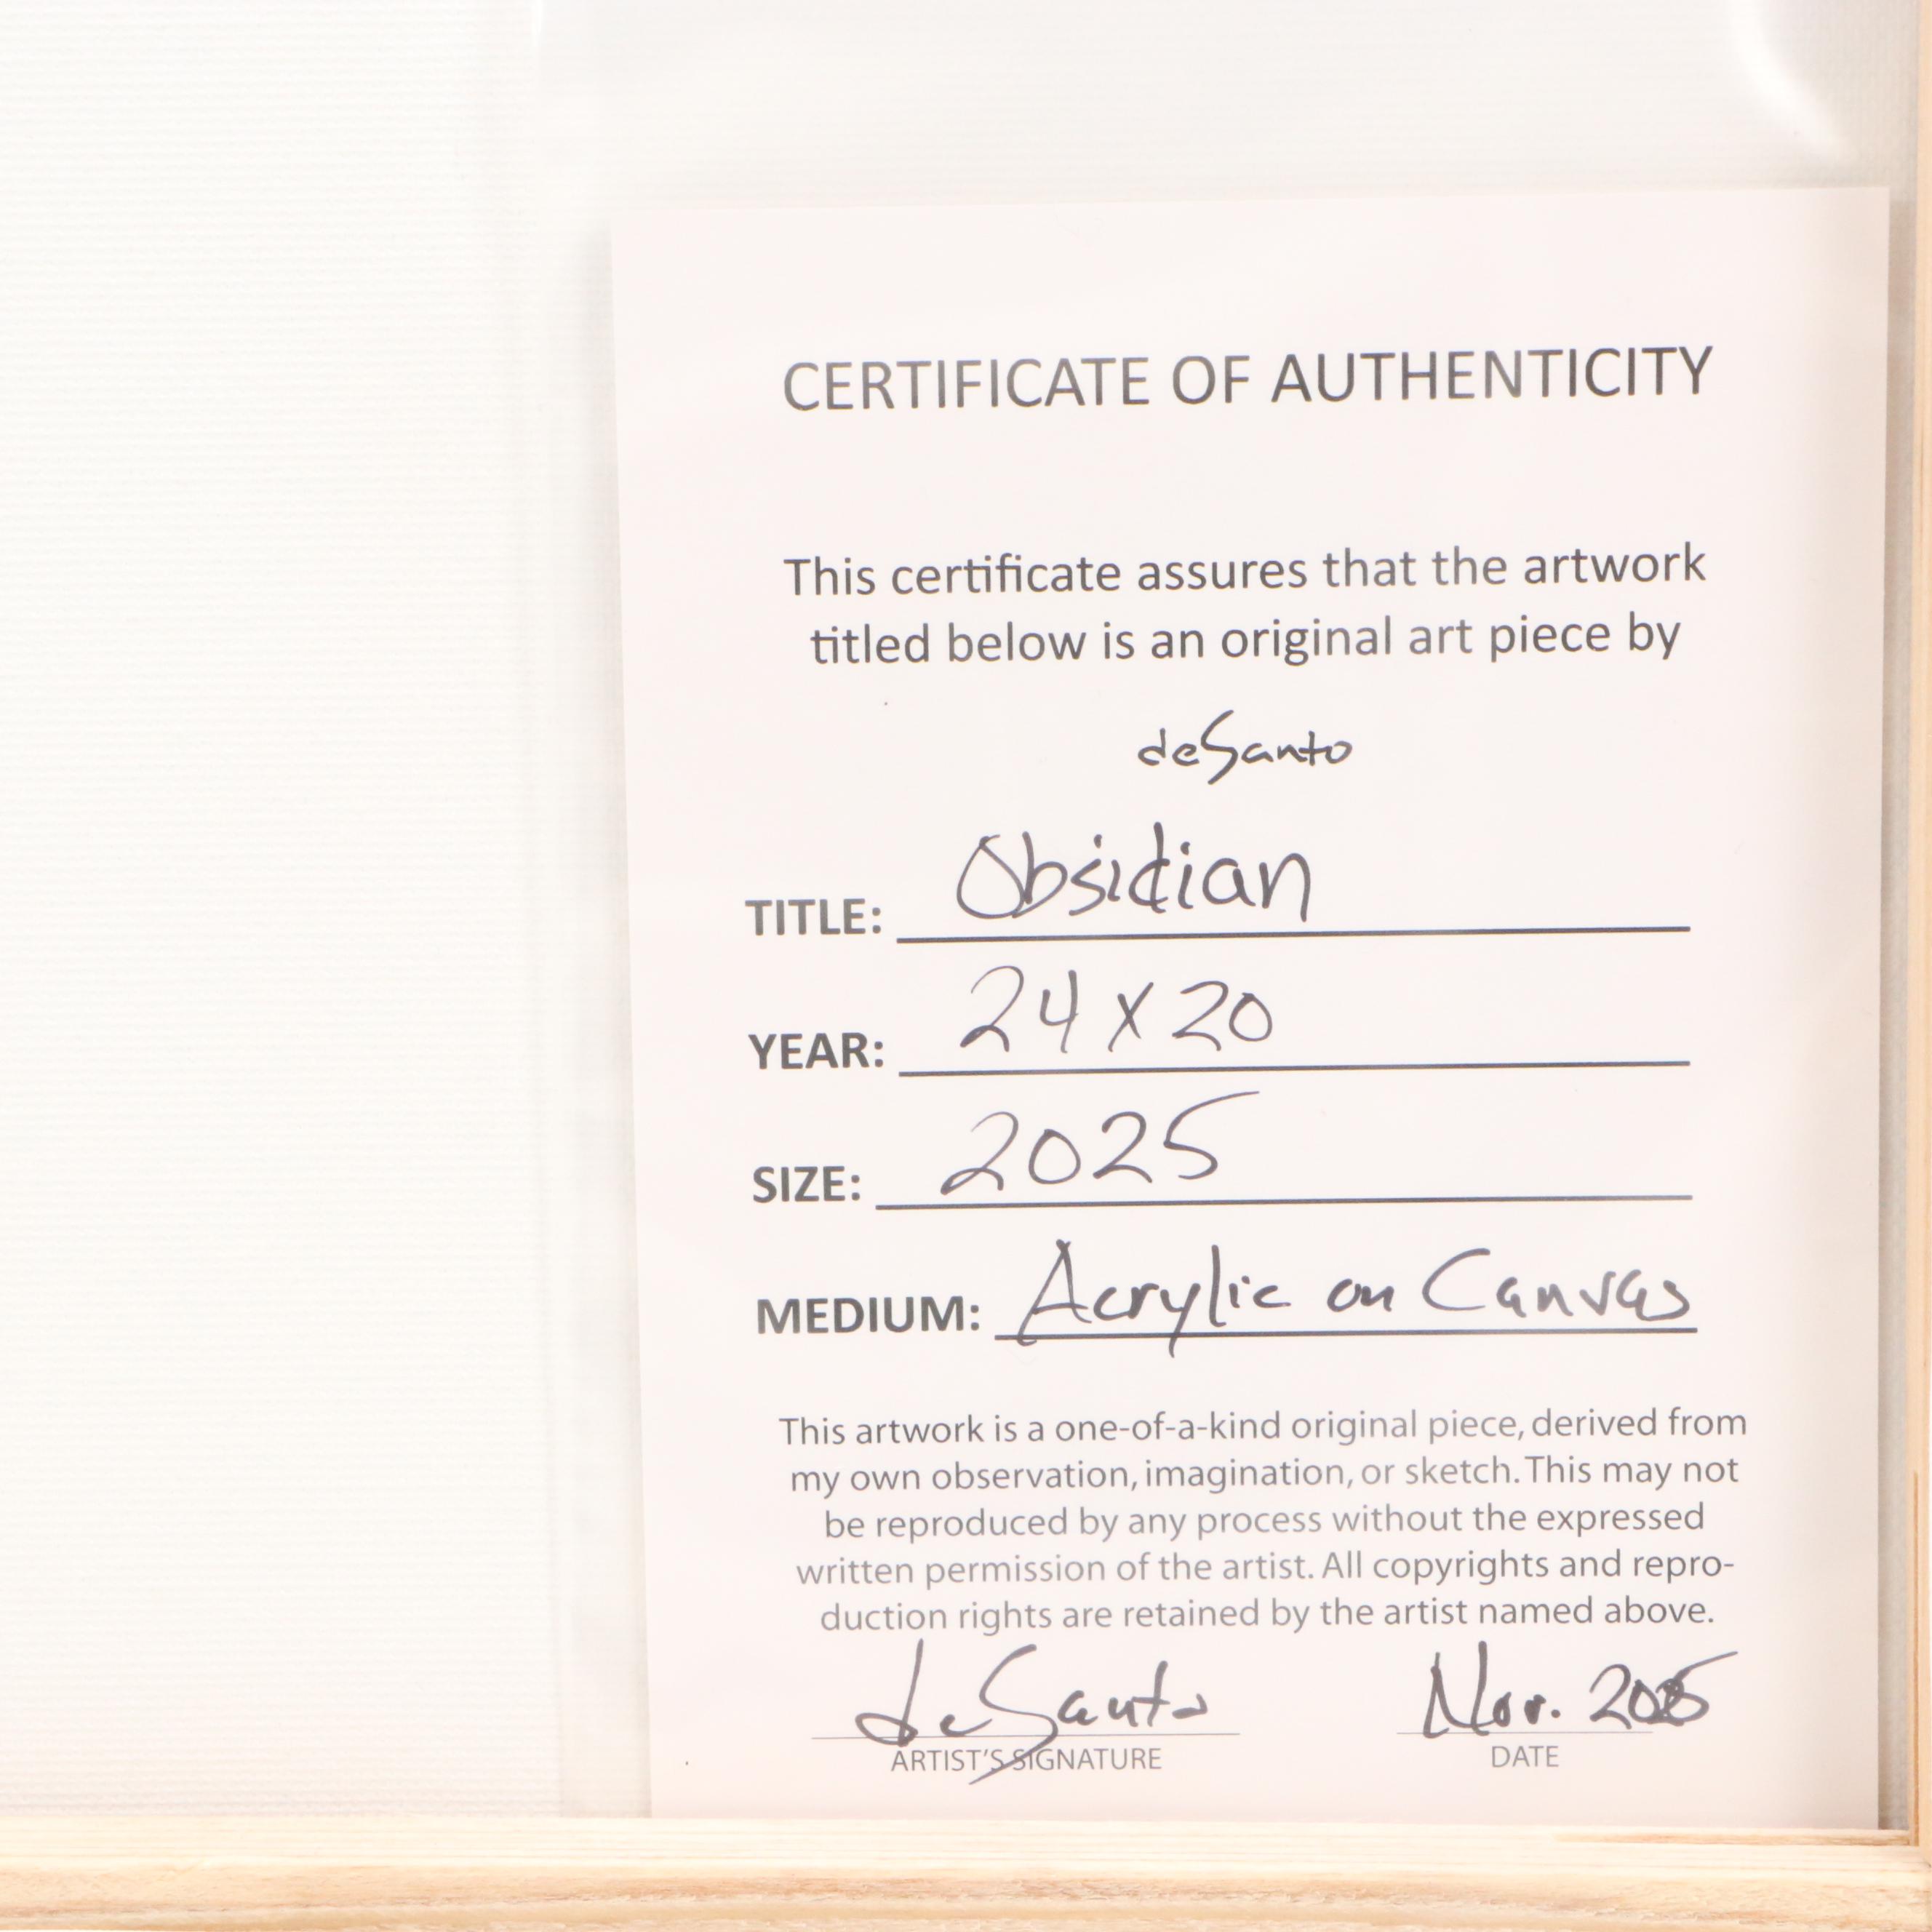 CERTIFICATE OF AUTHENTICITY
This certificate assures that the artwork
titled below is an original art piece by
deSanto
TITLE: Obsidian
YEAR: 24 x 20
SIZE: 2025
MEDIUM: Acrylic on Canvas
This artwork is a one-of-a-kind original piece, derived from
my own observation, imagination, or sketch. This may not
be reproduced by any process without the expressed
written permission of the artist. All copyrights and repro-
duction rights are retained by the artist named above.
deSanto Nov. 2025
ARTIST'S SIGNATURE DATE